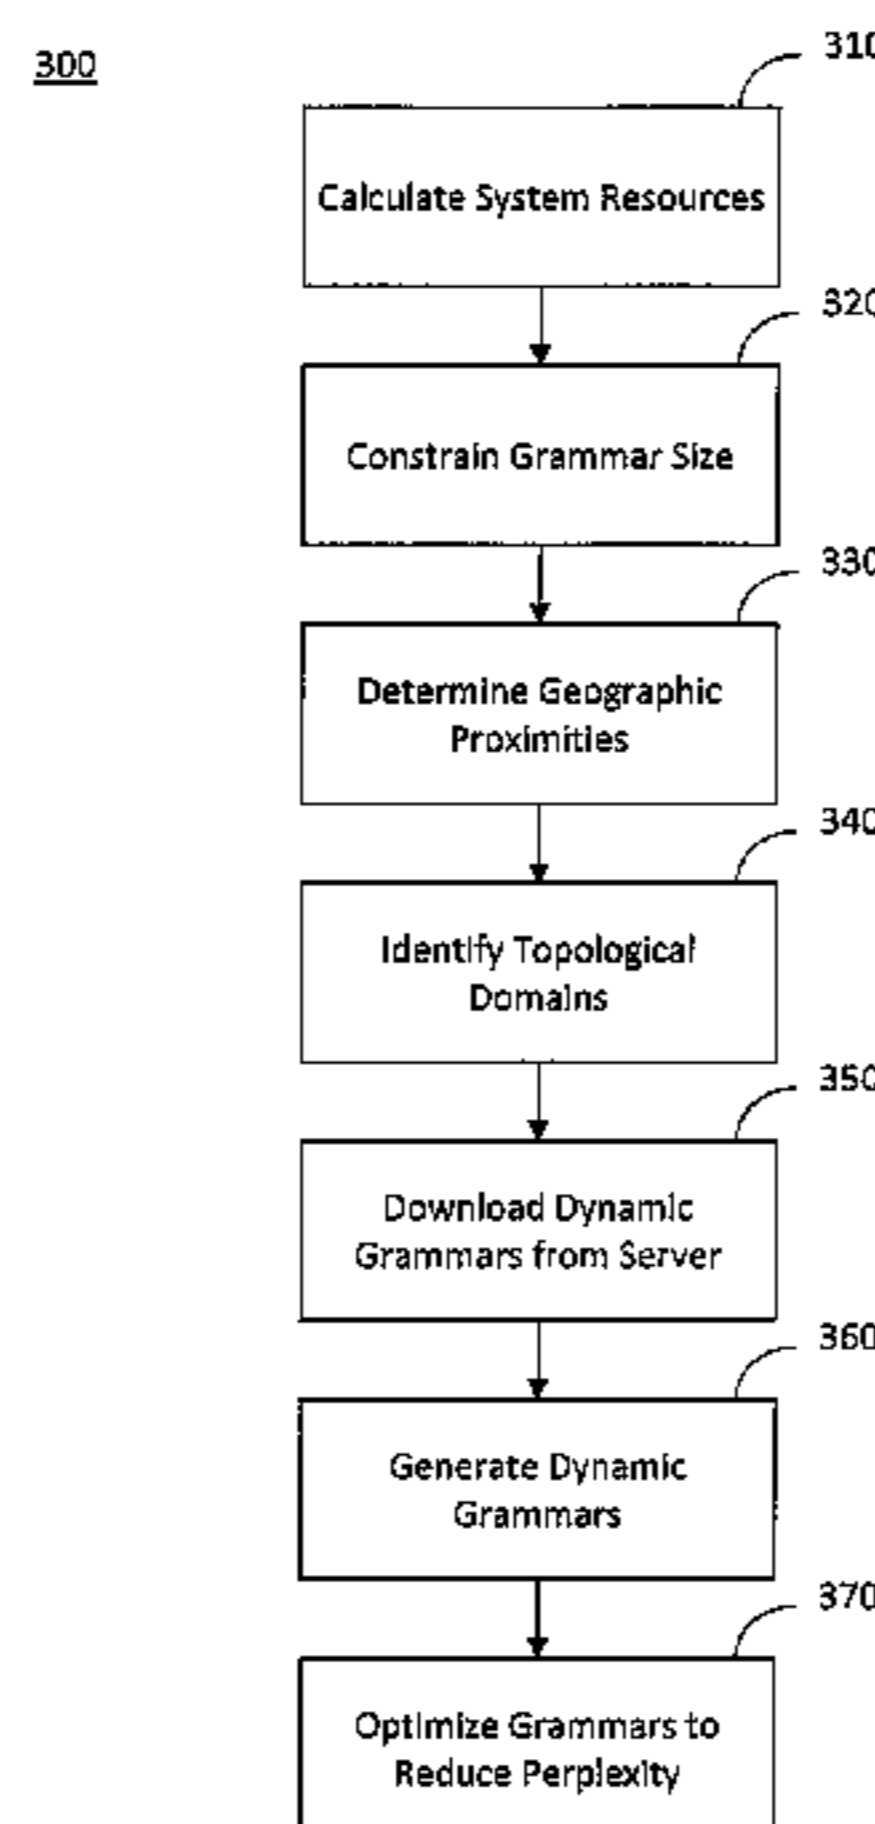 300
310
Calculate System Resources
320
Constrain Grammar Size
330
Determine Geographic
Proximities
340
Identify Topological
Domains
350
Download Dynamic
Grammars from Server
360
Generate Dynamic
Grammars
370
Optimize Grammars to
Reduce Perplexity